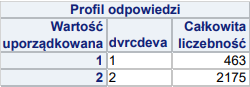 Profil odpowiedzi
Wartość uporządkowana dvrcdeva Całkowita liczebność
1 1 463
2 2 2175